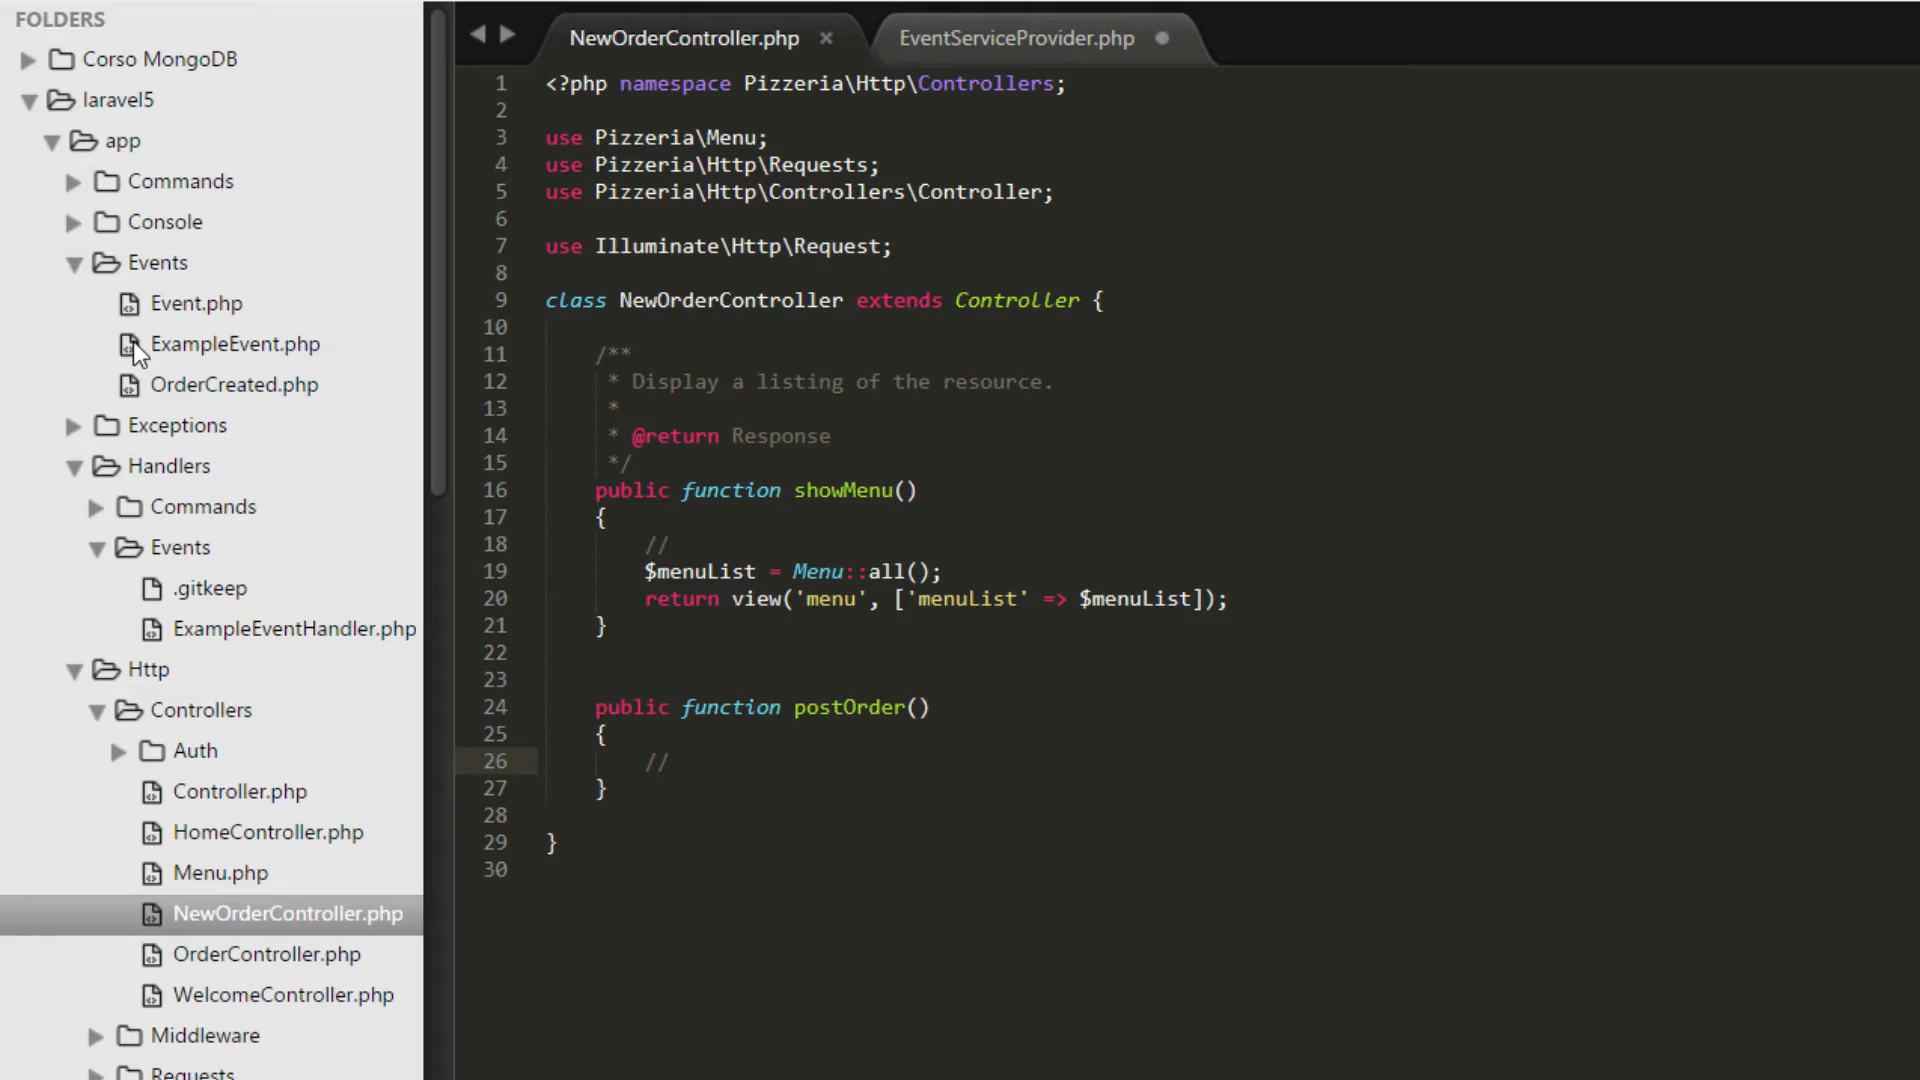 FOLDERS
Corso MongoDB
laravel5
app
Commands
Console
Events
Event.php
ExampleEvent.php
OrderCreated.php
Exceptions
Handlers
Commands
Events
.gitkeep
ExampleEventHandler.php
Http
Controllers
Auth
Controller.php
HomeController.php
Menu.php
NewOrderController.php
OrderController.php
WelcomeController.php
Middleware
Requests
NewOrderController.php × EventServiceProvider.php
1 <?php namespace Pizzeria\Http\Controllers;
2
3 use Pizzeria\Menu;
4 use Pizzeria\Http\Requests;
5 use Pizzeria\Http\Controllers\Controller;
6
7 use Illuminate\Http\Request;
8
9 class NewOrderController extends Controller {
10
11 /**
12 * Display a listing of the resource.
13 *
14 * @return Response
15 */
16 public function showMenu()
17 {
18 //
19 $menuList = Menu::all();
20 return view('menu', ['menuList' => $menuList]);
21 }
22
23
24 public function postOrder()
25 {
26 //
27 }
28
29 }
30